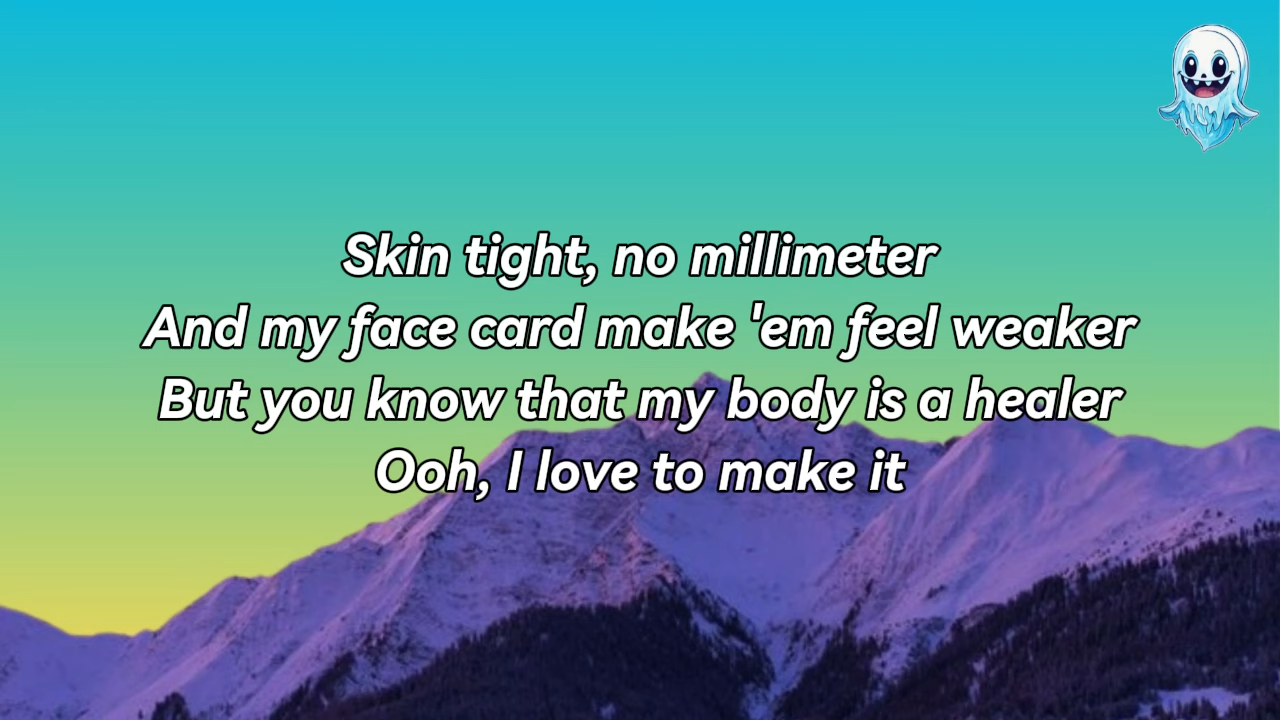 Skin tight, no millimeter
And my face card make 'em feel weaker
But you know that my body is a healer
Ooh, I love to make it